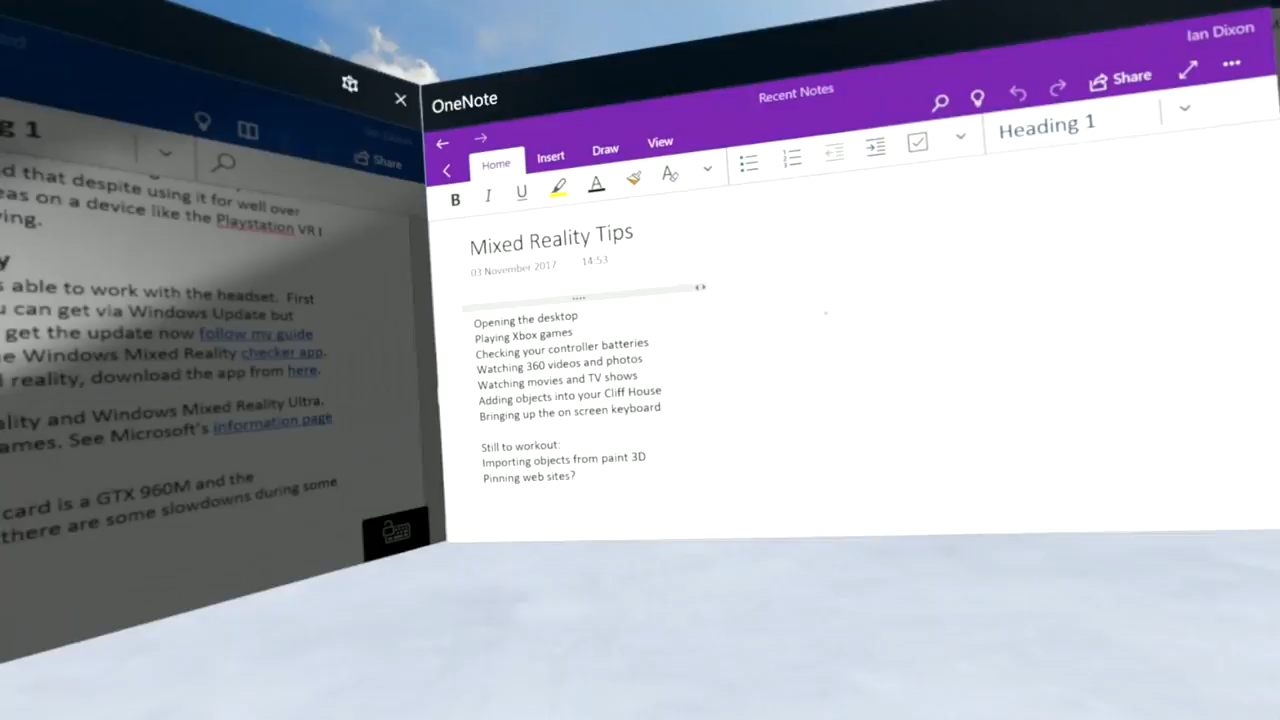 g 1
Share
d that despite using it for well over
eas on a device like the Playstation VR I
ving.
y
s able to work with the headset. First
u can get via Windows Update but
get the update now follow my guide
e Windows Mixed Reality checker app.
l reality, download the app from here.
ality and Windows Mixed Reality Ultra.
ames. See Microsoft's information page
card is a GTX 960M and the
there are some slowdowns during some
OneNote
Recent Notes
Ian Dixon
Share
Home Insert Draw View
B I U A A
Heading 1
Mixed Reality Tips
03 November 2017 14:53
Opening the desktop
Playing Xbox games
Checking your controller batteries
Watching 360 videos and photos
Watching movies and TV shows
Adding objects into your Cliff House
Bringing up the on screen keyboard
Still to workout:
Importing objects from paint 3D
Pinning web sites?